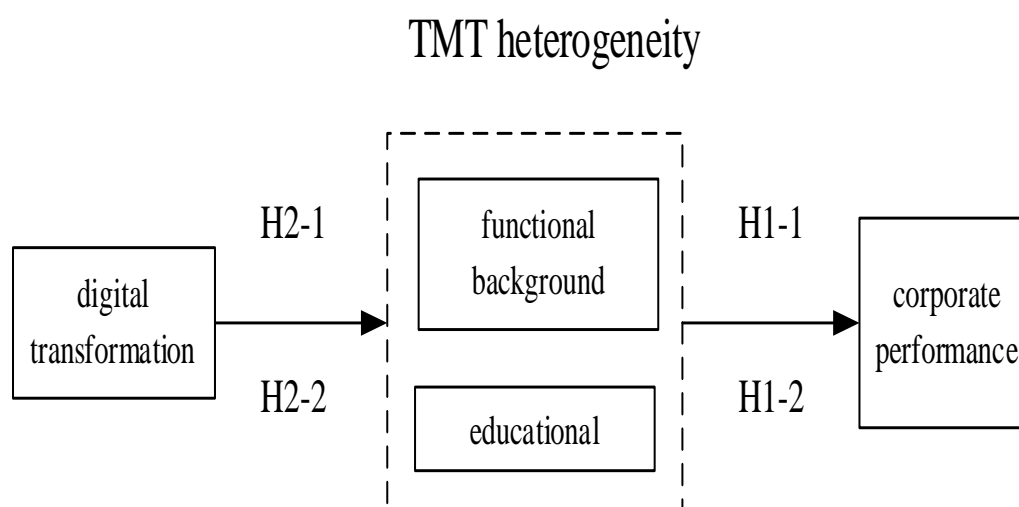 TMT heterogeneity
H2-1
functional
background
H1-1
digital
transformation
corporate
performance
H2-2
educational
H1-2